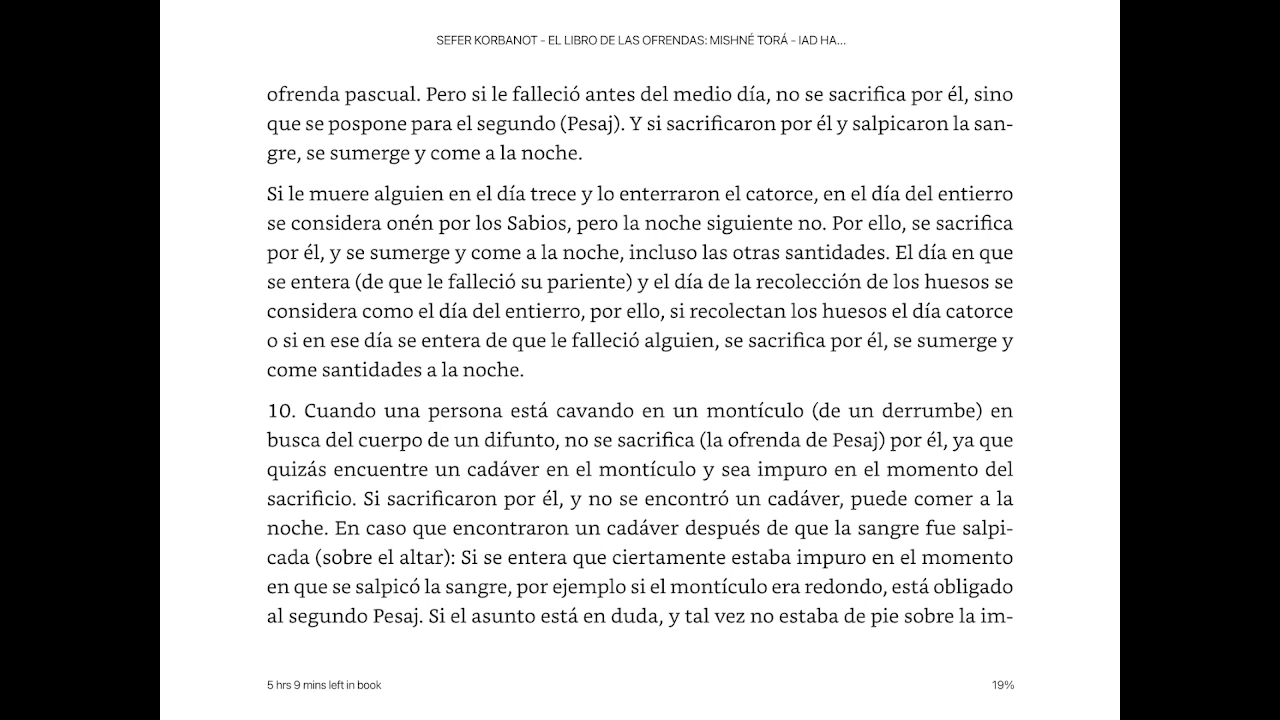 SEFER KORBANOT - EL LIBRO DE LAS OFRENDAS: MISHNÉ TORÁ - IAD HA...
ofrenda pascual. Pero si le falleció antes del medio día, no se sacrifica por él, sino
que se pospone para el segundo (Pesaj). Y si sacrificaron por él y salpicaron la san-
gre, se sumerge y come a la noche.
Si le muere alguien en el día trece y lo enterraron el catorce, en el día del entierro
se considera onén por los Sabios, pero la noche siguiente no. Por ello, se sacrifica
por él, y se sumerge y come a la noche, incluso las otras santidades. El día en que
se entera (de que le falleció su pariente) y el día de la recolección de los huesos se
considera como el día del entierro, por ello, si recolectan los huesos el día catorce
o si en ese día se entera de que le falleció alguien, se sacrifica por él, se sumerge y
come santidades a la noche.
10. Cuando una persona está cavando en un montículo (de un derrumbe) en
busca del cuerpo de un difunto, no se sacrifica (la ofrenda de Pesaj) por él, ya que
quizás encuentre un cadáver en el montículo y sea impuro en el momento del
sacrificio. Si sacrificaron por él, y no se encontró un cadáver, puede comer a la
noche. En caso que encontraron un cadáver después de que la sangre fue salpi-
cada (sobre el altar): Si se entera que ciertamente estaba impuro en el momento
en que se salpicó la sangre, por ejemplo si el montículo era redondo, está obligado
al segundo Pesaj. Si el asunto está en duda, y tal vez no estaba de pie sobre la im-
5 hrs 9 mins left in book
19%